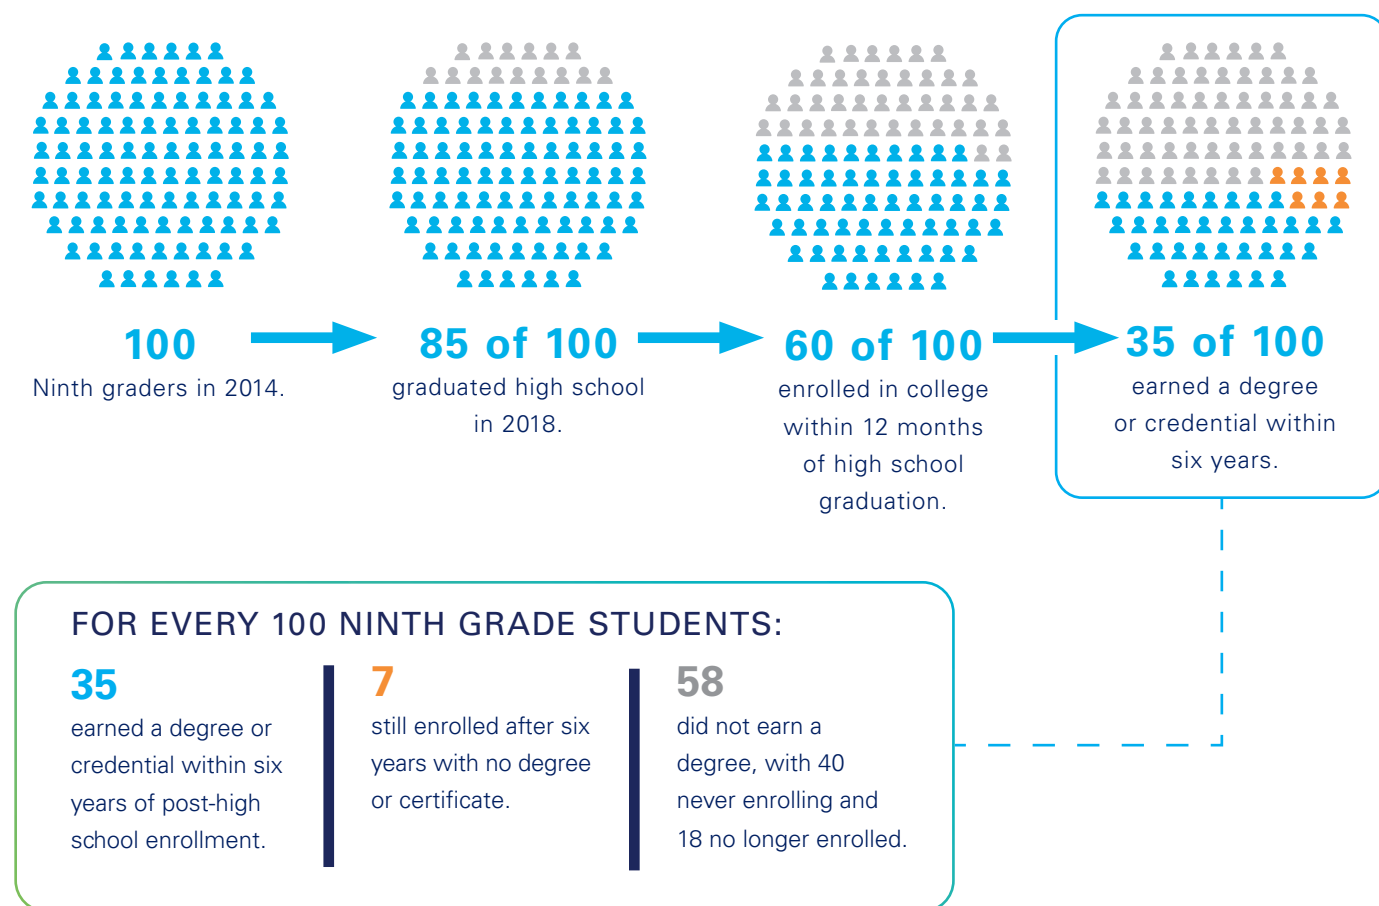 100
Ninth graders in 2014.
85 of 100
graduated high school
in 2018.
60 of 100
enrolled in college
within 12 months
of high school
graduation.
35 of 100
earned a degree
or credential within
six years.
FOR EVERY 100 NINTH GRADE STUDENTS:
35
earned a degree or
credential within six
years of post-high
school enrollment.
7
still enrolled after six
years with no degree
or certificate.
58
did not earn a
degree, with 40
never enrolling and
18 no longer enrolled.